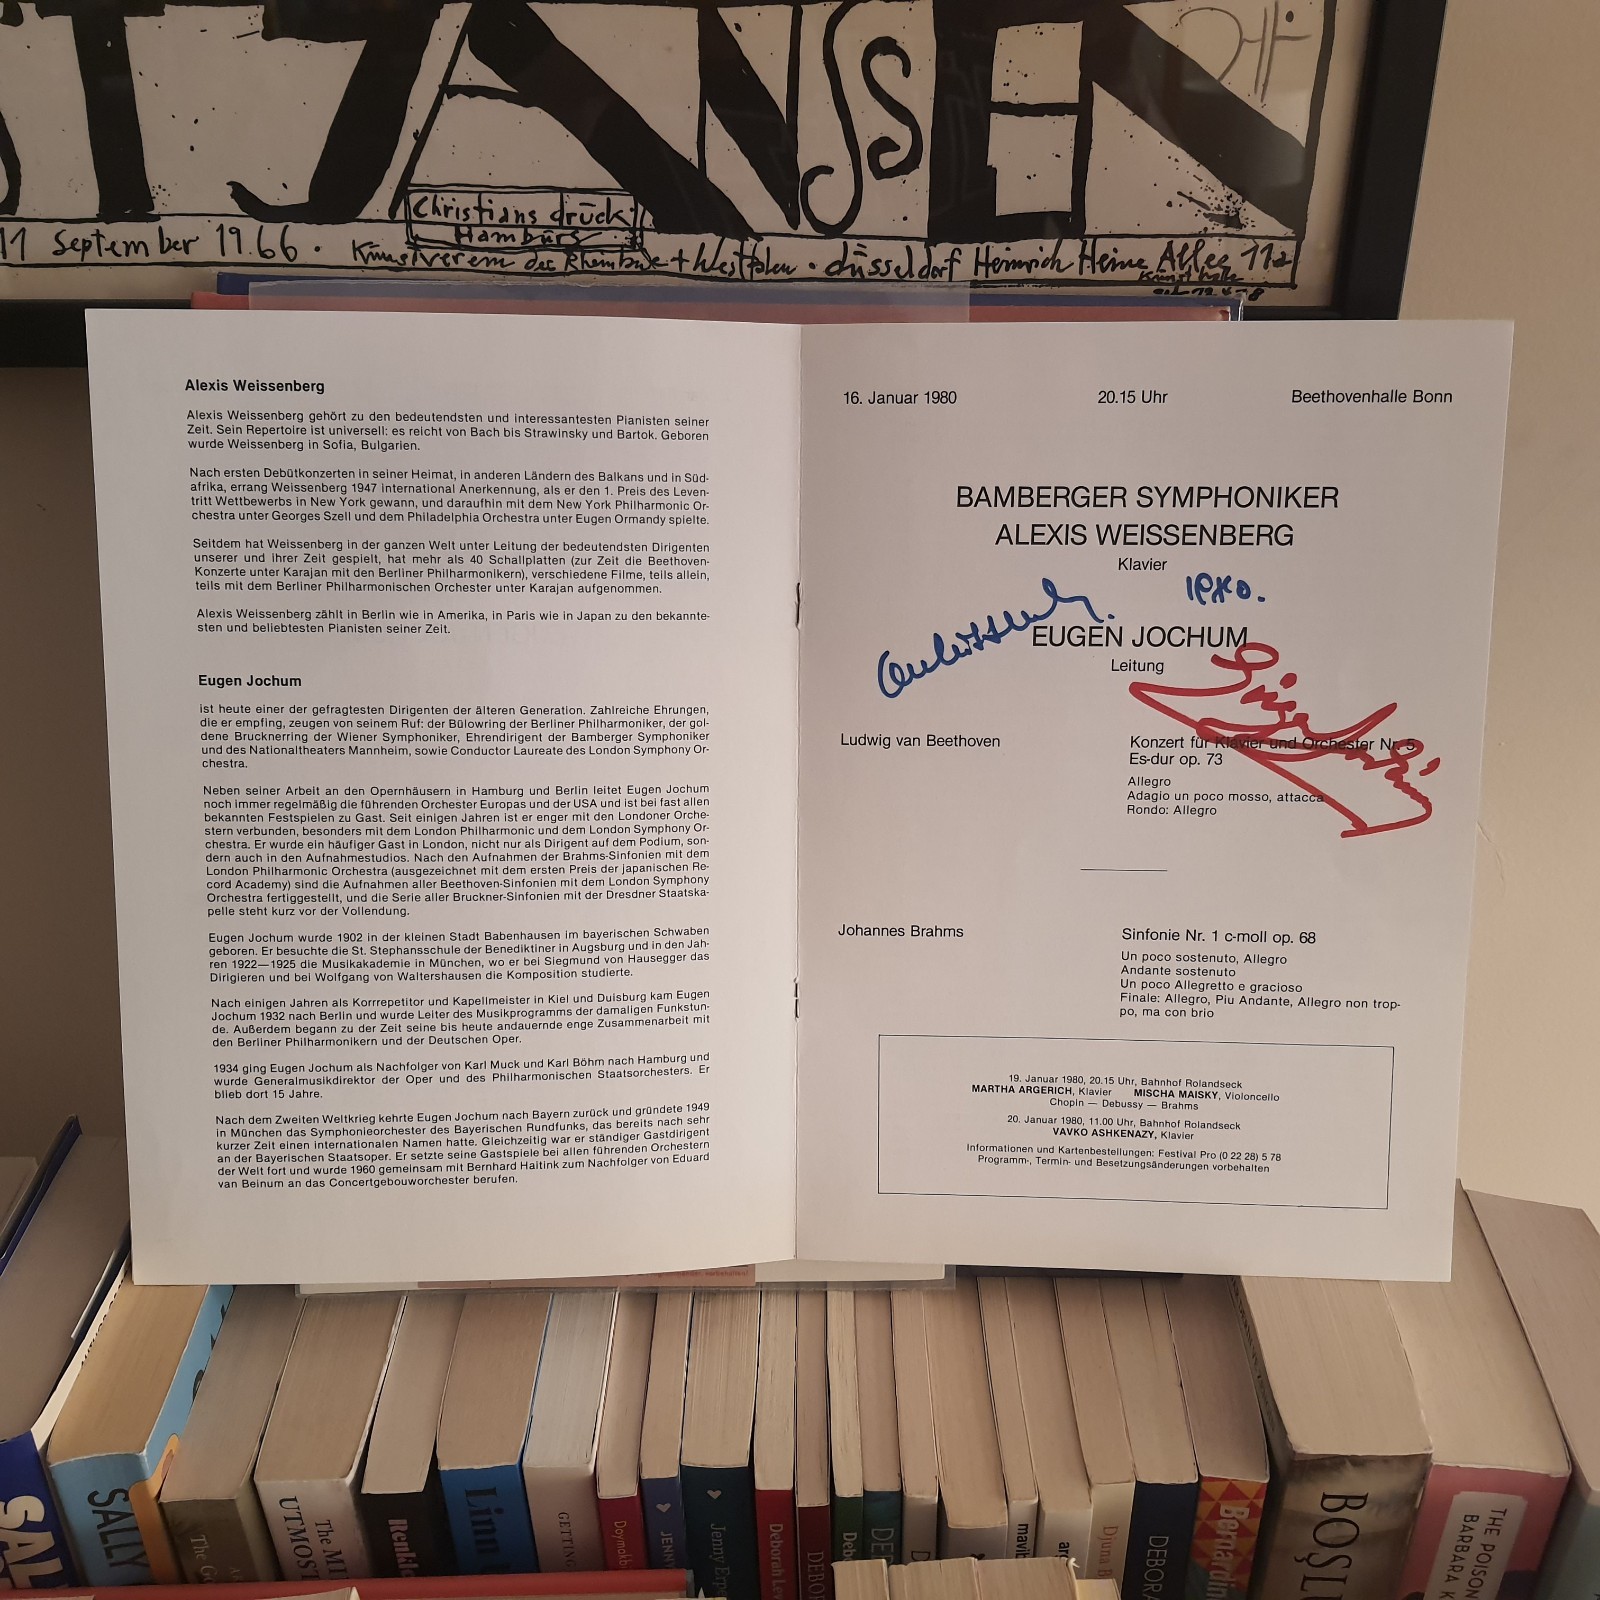 JANSSEN
Christians drück
Hamburg
11 September 1966 · Kunstverein + Westfalen · düsseldorf Heinrich Heine Allee 11a
Alexis Weissenberg
Alexis Weissenberg gehört zu den bedeutendsten und interessantesten Pianisten seiner
Zeit. Sein Repertoire ist universell: es reicht von Bach bis Strawinsky und Bartok. Geboren
wurde Weissenberg in Sofia, Bulgarien.
Nach ersten Debütkonzerten in seiner Heimat, in anderen Ländern des Balkans und in Süd-
afrika, errang Weissenberg 1947 international Anerkennung, als er den 1. Preis des Leven-
tritt Wettbewerbs in New York gewann, und daraufhin mit dem New York Philharmonic Or-
chestra unter Georges Szell und dem Philadelphia Orchestra unter Eugen Ormandy spielte.
Seitdem hat Weissenberg in der ganzen Welt unter Leitung der bedeutendsten Dirigenten
unserer und ihrer Zeit gespielt, hat mehr als 40 Schallplatten (zur Zeit die Beethoven-
Konzerte unter Karajan mit den Berliner Philharmonikern), verschiedene Filme, teils allein,
teils mit dem Berliner Philharmonischen Orchester unter Karajan aufgenommen.
Alexis Weissenberg zählt in Berlin wie in Amerika, in Paris wie in Japan zu den bekannte-
sten und beliebtesten Pianisten seiner Zeit.
Eugen Jochum
ist heute einer der gefragtesten Dirigenten der älteren Generation. Zahlreiche Ehrungen,
die er empfing, zeugen von seinem Ruf: der Bülowring der Berliner Philharmoniker, der gol-
dene Brucknerring der Wiener Symphoniker, Ehrendirigent der Bamberger Symphoniker
und des Nationaltheaters Mannheim, sowie Conductor Laureate des London Symphony Or-
chestra.
Neben seiner Arbeit an den Opernhäusern in Hamburg und Berlin leitet Eugen Jochum
noch immer regelmäßig die führenden Orchester Europas und der USA und ist bei fast allen
bekannten Festspielen zu Gast. Seit einigen Jahren ist er enger mit den Londoner Orche-
stern verbunden, besonders mit dem London Philharmonic und dem London Symphony Or-
chestra. Er wurde ein häufiger Gast in London, nicht nur als Dirigent auf dem Podium, son-
dern auch in den Aufnahmestudios. Nach den Aufnahmen der Brahms-Sinfonien mit dem
London Philharmonic Orchestra (ausgezeichnet mit dem ersten Preis der japanischen Re-
cord Academy) sind die Aufnahmen aller Beethoven-Sinfonien mit dem London Symphony
Orchestra fertiggestellt, und die Serie aller Bruckner-Sinfonien mit der Dresdner Staatska-
pelle steht kurz vor der Vollendung.
Eugen Jochum wurde 1902 in der kleinen Stadt Babenhausen im bayerischen Schwaben
geboren. Er besuchte die St. Stephansschule der Benediktiner in Augsburg und in den Jah-
ren 1922—1925 die Musikakademie in München, wo er bei Siegmund von Hausegger das
Dirigieren und bei Wolfgang von Waltershausen die Komposition studierte.
Nach einigen Jahren als Korrrepetitor und Kapellmeister in Kiel und Duisburg kam Eugen
Jochum 1932 nach Berlin und wurde Leiter des Musikprogramms der damaligen Funkstun-
de. Außerdem begann zu der Zeit seine bis heute andauernde enge Zusammenarbeit mit
den Berliner Philharmonikern und der Deutschen Oper.
1934 ging Eugen Jochum als Nachfolger von Karl Muck und Karl Böhm nach Hamburg und
wurde Generalmusikdirektor der Oper und des Philharmonischen Staatsorchesters. Er
blieb dort 15 Jahre.
Nach dem Zweiten Weltkrieg kehrte Eugen Jochum nach Bayern zurück und gründete 1949
in München das Symphonieorchester des Bayerischen Rundfunks, das bereits nach sehr
kurzer Zeit einen internationalen Namen hatte. Gleichzeitig war er ständiger Gastdirigent
an der Bayerischen Staatsoper. Er setzte seine Gastspiele bei allen führenden Orchestern
der Welt fort und wurde 1960 gemeinsam mit Bernhard Haitink zum Nachfolger von Eduard
van Beinum an das Concertgebouworchester berufen.
16. Januar 1980 20.15 Uhr Beethovenhalle Bonn
BAMBERGER SYMPHONIKER
ALEXIS WEISSENBERG
Klavier
1980.
EUGEN JOCHUM
Leitung
Ludwig van Beethoven Konzert für Klavier und Orchester Nr. 5
Es-dur op. 73
Allegro
Adagio un poco mosso, attacca
Rondo: Allegro
Johannes Brahms Sinfonie Nr. 1 c-moll op. 68
Un poco sostenuto, Allegro
Andante sostenuto
Un poco Allegretto e gracioso
Finale: Allegro, Piu Andante, Allegro non trop-
po, ma con brio
19. Januar 1980, 20.15 Uhr, Bahnhof Rolandseck
MARTHA ARGERICH, Klavier MISCHA MAISKY, Violoncello
Chopin — Debussy — Brahms
20. Januar 1980, 11.00 Uhr, Bahnhof Rolandseck
VAVKO ASHKENAZY, Klavier
Informationen und Kartenbestellungen: Festival Pro (0 22 28) 5 78
Programm-, Termin- und Besetzungsänderungen vorbehalten
SAL
SALLY
The
The
UTMOST
Linn
GETTING
JENNY
Jenny
Deborah
DEBO
Deb
mavi
Djuna B
DEBORA
Bernardin
BOŞL
THE POISON
BARBARA K